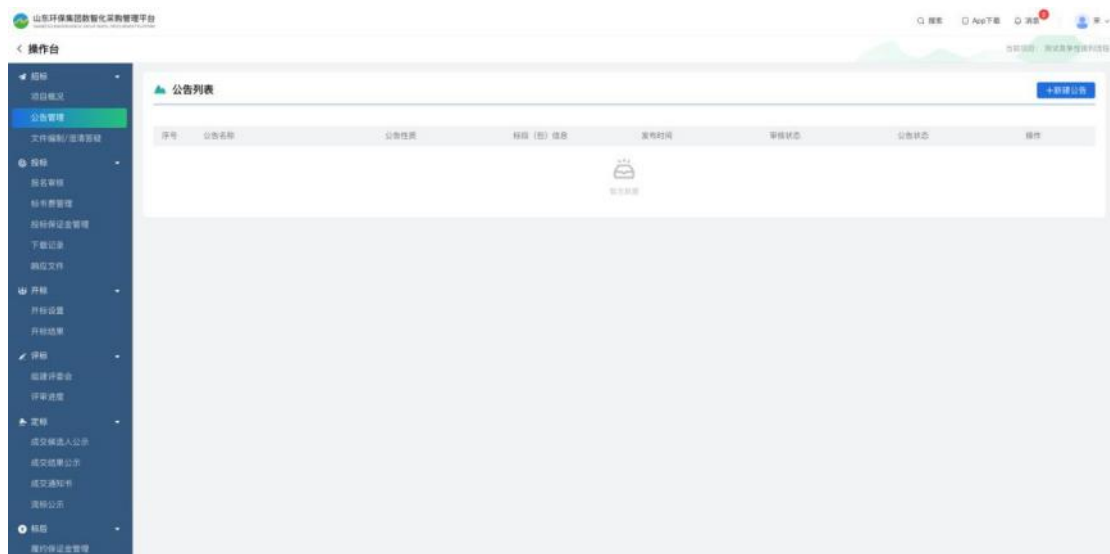 山东环保集团数智化采购管理平台
搜索 App下载 消息
操作台
当前项目:
招标
项目概况
公告管理
文件编制/澄清答疑
投标
报名审核
标书费管理
投标保证金管理
下载记录
响应文件
开标
开标设置
开标结果
评标
组建评委会
评审进度
定标
成交候选人公示
成交结果公示
成交通知书
流标公示
标后
履约保证金管理
公告列表
+新建公告
序号 公告名称 公告性质 标段(包)信息 发布时间 审核状态 公告状态 操作
暂无数据